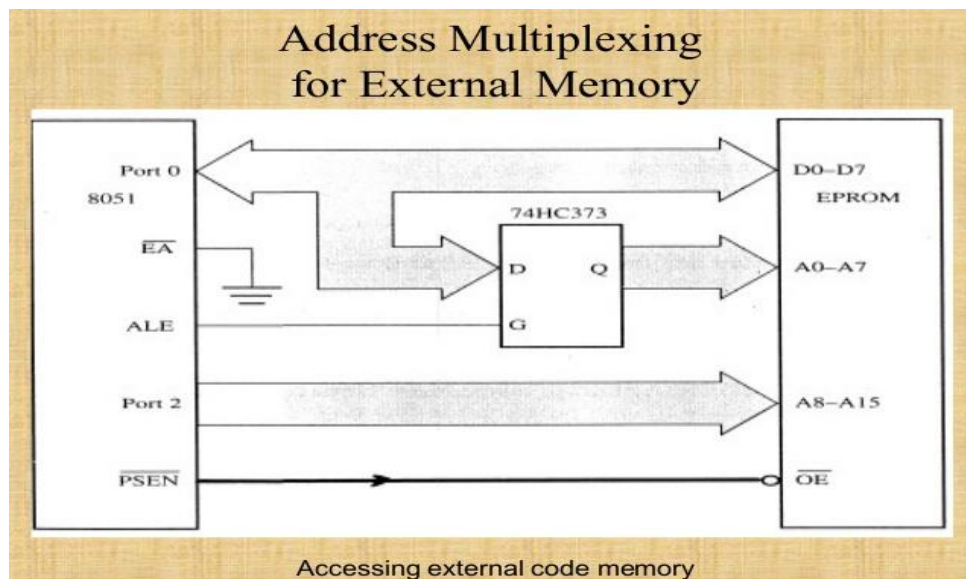 Address Multiplexing
for External Memory
Port 0
8051
EA
ALE
Port 2
PSEN
74HC373
D
Q
G
D0–D7
EPROM
A0–A7
A8–A15
OE
Accessing external code memory